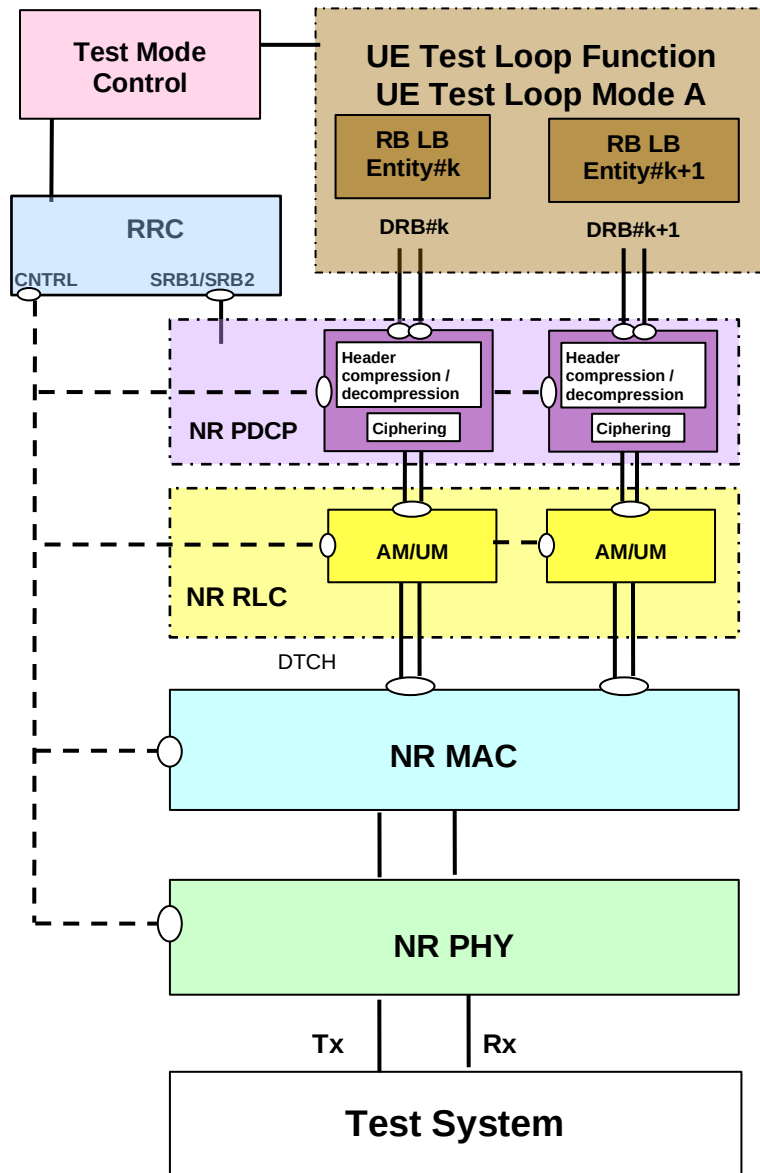 Test Mode
Control
UE Test Loop Function
UE Test Loop Mode A
RB LB
Entity#k
RB LB
Entity#k+1
DRB#k
DRB#k+1
RRC
CNTRL
SRB1/SRB2
Header
compression /
decompression
Ciphering
Header
compression /
decompression
Ciphering
NR PDCP
AM/UM
AM/UM
NR RLC
DTCH
NR MAC
NR PHY
Tx
Rx
Test System